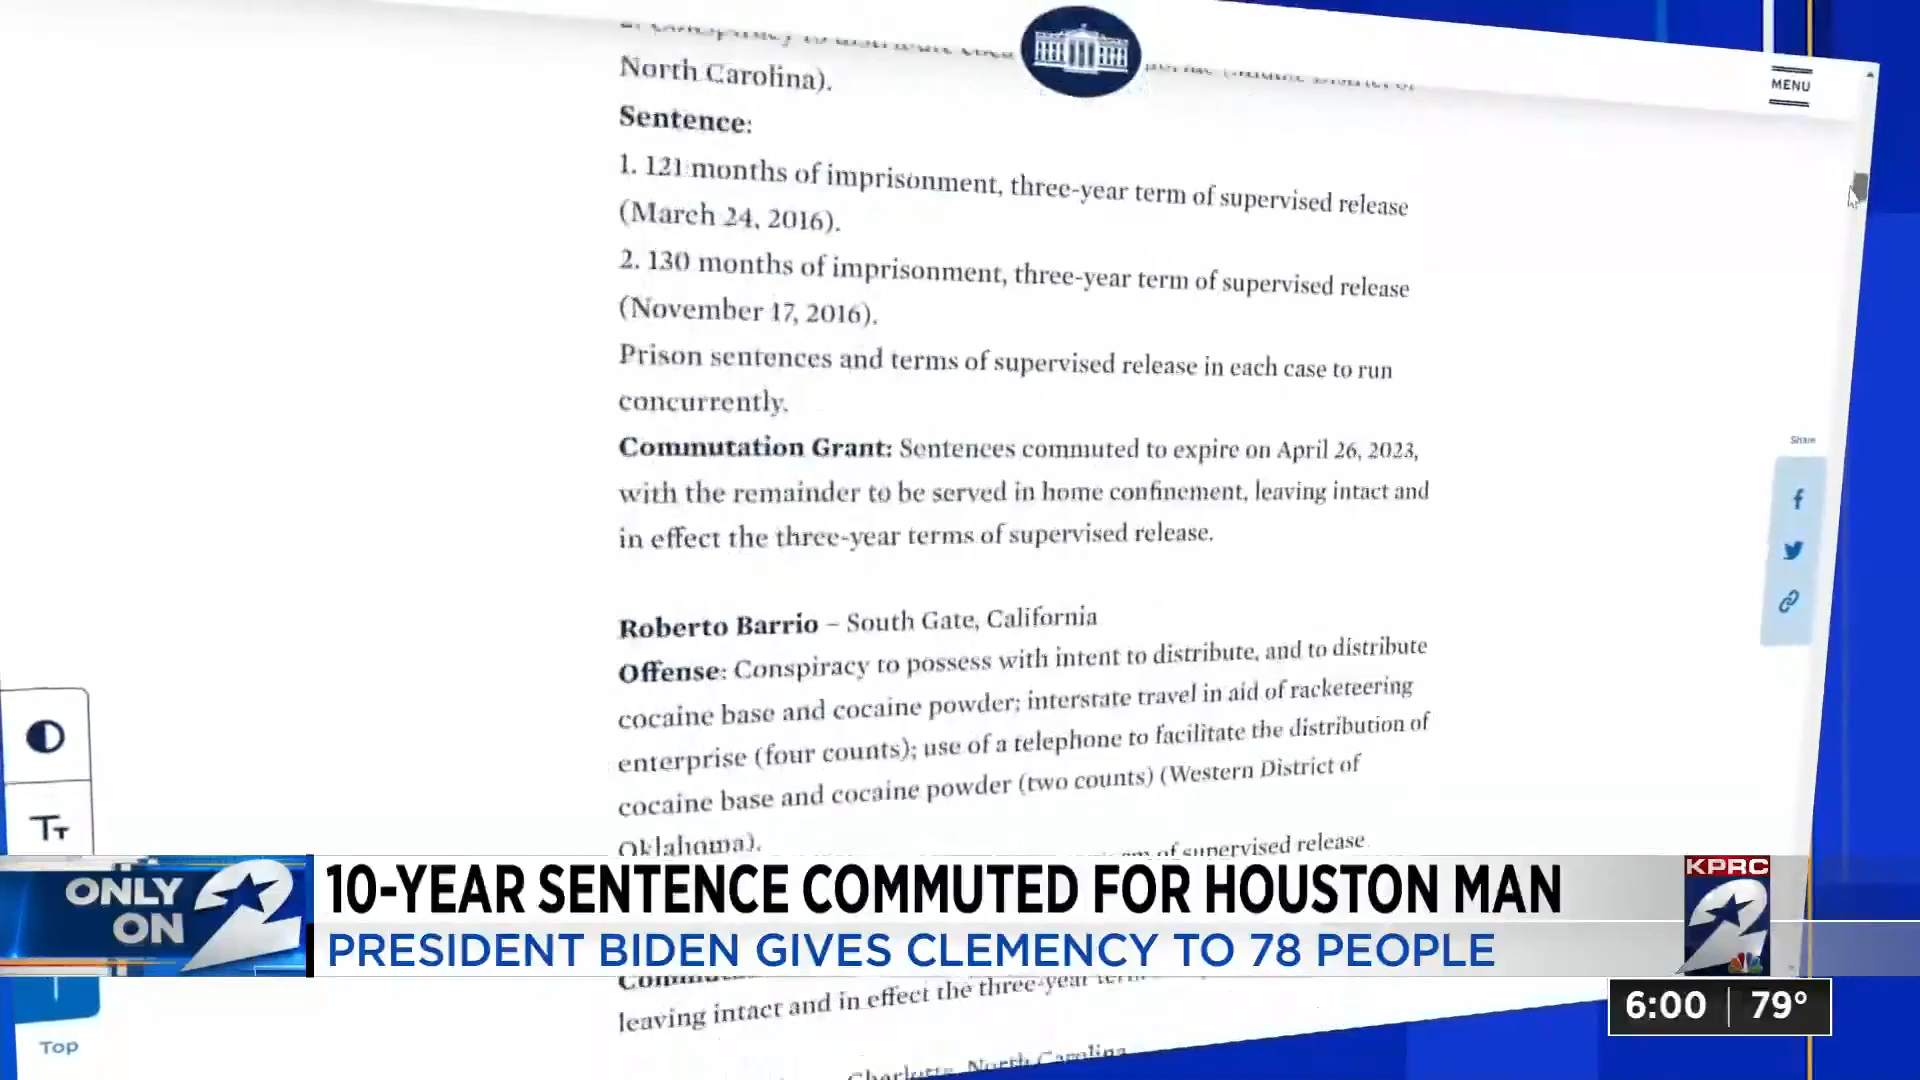 North Carolina).
MENU
Sentence:
1. 121 months of imprisonment, three-year term of supervised release
(March 24, 2016).
2. 130 months of imprisonment, three-year term of supervised release
(November 17, 2016).
Prison sentences and terms of supervised release in each case to run
concurrently.
Commutation Grant: Sentences commuted to expire on April 26, 2023,
with the remainder to be served in home confinement, leaving intact and
in effect the three-year terms of supervised release.
Share
Roberto Barrio – South Gate, California
Offense: Conspiracy to possess with intent to distribute, and to distribute
cocaine base and cocaine powder; interstate travel in aid of racketeering
enterprise (four counts); use of a telephone to facilitate the distribution of
cocaine base and cocaine powder (two counts) (Western District of
Oklahoma).
of supervised release
TT
ONLY
ON 2
10-YEAR SENTENCE COMMUTED FOR HOUSTON MAN
PRESIDENT BIDEN GIVES CLEMENCY TO 78 PEOPLE
KPRC
2
leaving intact and in effect the three-year
6:00 79°
Top
North Carolina